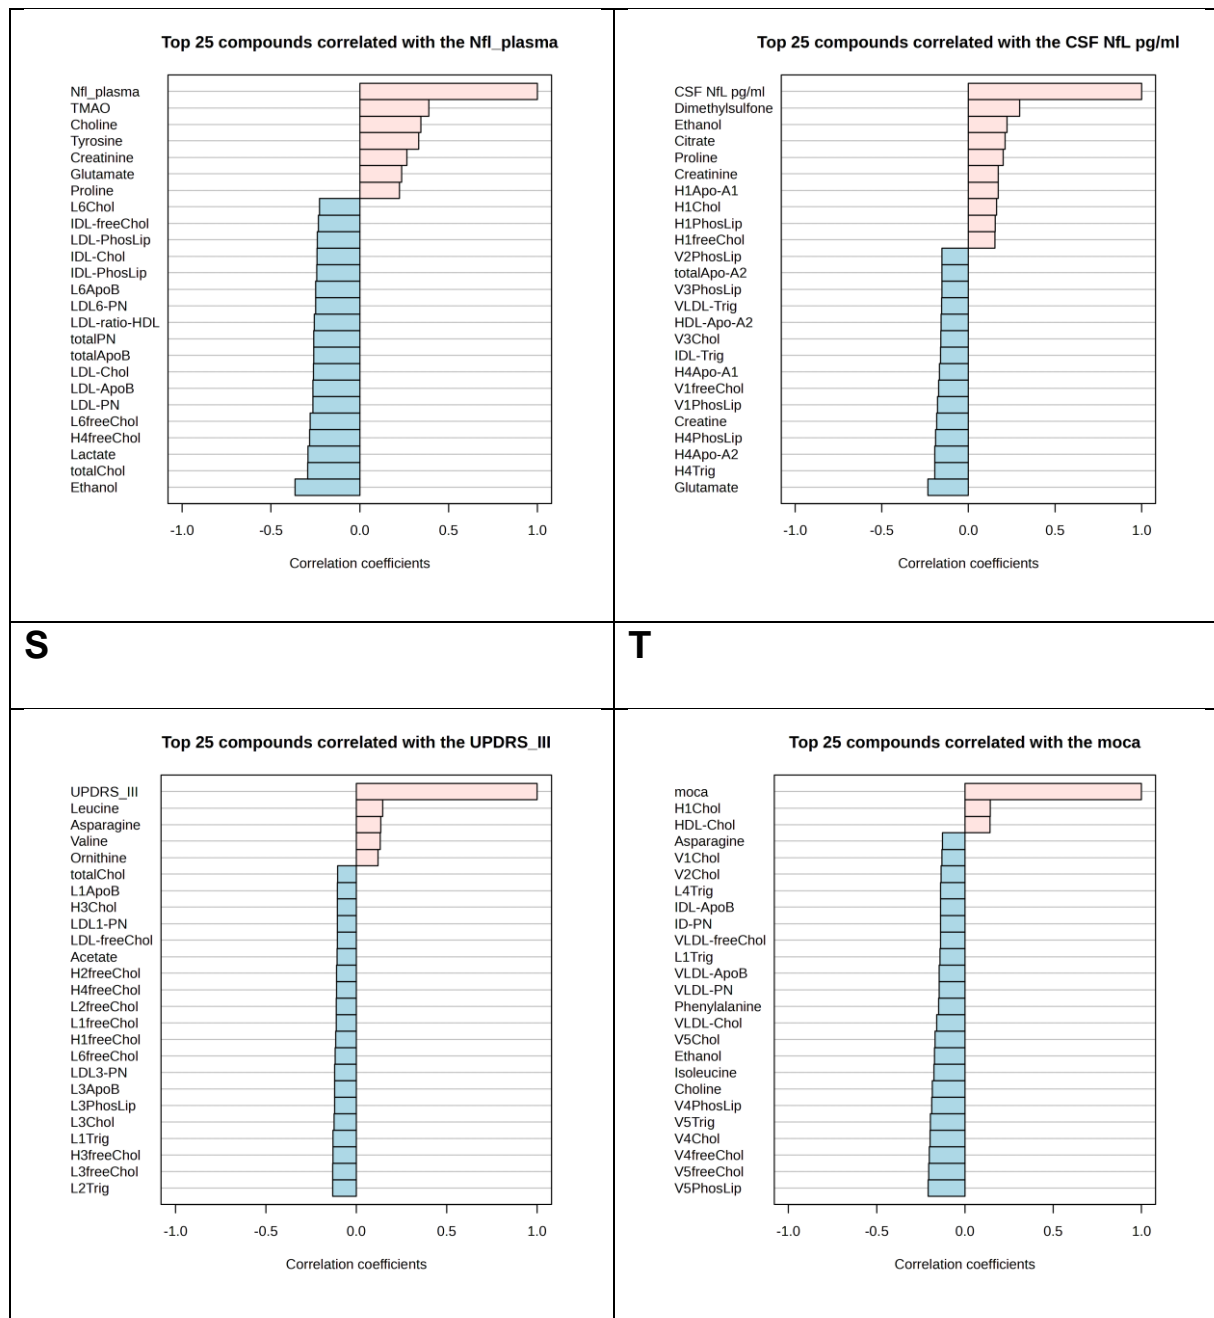 Top 25 compounds correlated with the Nfl_plasma
Nfl_plasma
TMAO
Choline
Tyrosine
Creatinine
Glutamate
Proline
L6Chol
IDL-freeChol
LDL-PhosLip
IDL-Chol
IDL-PhosLip
L6ApoB
LDL6-PN
LDL-ratio-HDL
totalPN
totalApoB
LDL-Chol
LDL-ApoB
LDL-PN
L6freeChol
H4freeChol
Lactate
totalChol
Ethanol
-1.0 -0.5 0.0 0.5 1.0
Correlation coefficients
Top 25 compounds correlated with the CSF NfL pg/ml
CSF NfL pg/ml
Dimethylsulfone
Ethanol
Citrate
Proline
Creatinine
H1Apo-A1
H1Chol
H1PhosLip
H1freeChol
V2PhosLip
totalApo-A2
V3PhosLip
VLDL-Trig
HDL-Apo-A2
V3Chol
IDL-Trig
H4Apo-A1
V1freeChol
V1PhosLip
Creatine
H4PhosLip
H4Apo-A2
H4Trig
Glutamate
-1.0 -0.5 0.0 0.5 1.0
Correlation coefficients
S
T
Top 25 compounds correlated with the UPDRS_III
UPDRS_III
Leucine
Asparagine
Valine
Ornithine
totalChol
L1ApoB
H3Chol
LDL1-PN
LDL-freeChol
Acetate
H2freeChol
H4freeChol
L2freeChol
L1freeChol
H1freeChol
L6freeChol
LDL3-PN
L3ApoB
L3PhosLip
L3Chol
L1Trig
H3freeChol
L3freeChol
L2Trig
-1.0 -0.5 0.0 0.5 1.0
Correlation coefficients
Top 25 compounds correlated with the moca
moca
H1Chol
HDL-Chol
Asparagine
V1Chol
V2Chol
L4Trig
IDL-ApoB
ID-PN
VLDL-freeChol
L1Trig
VLDL-ApoB
VLDL-PN
Phenylalanine
VLDL-Chol
V5Chol
Ethanol
Isoleucine
Choline
V4PhosLip
V5Trig
V4Chol
V4freeChol
V5freeChol
V5PhosLip
-1.0 -0.5 0.0 0.5 1.0
Correlation coefficients